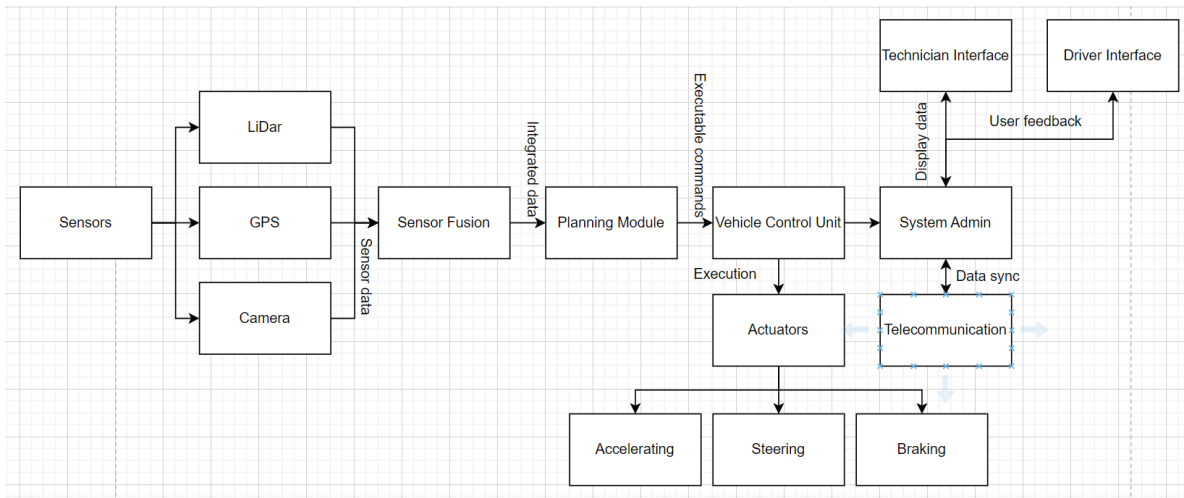 Technician Interface
Driver Interface
Executable commands
Display data
User feedback
LiDar
Integrated data
Sensors
GPS
Sensor Fusion
Planning Module
Vehicle Control Unit
System Admin
Sensor data
Execution
Data sync
Camera
Actuators
Telecommunication
Accelerating
Steering
Braking